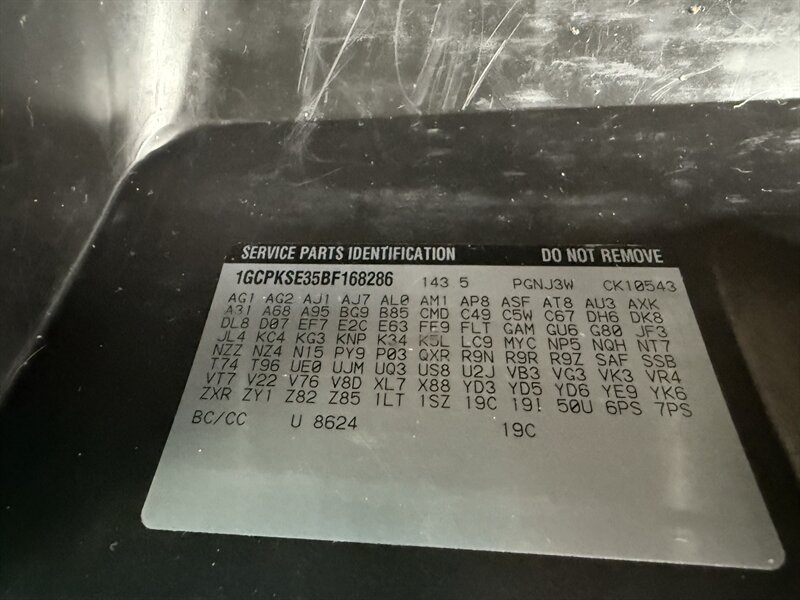 SERVICE PARTS IDENTIFICATION DO NOT REMOVE
1GCPKSE35BF168286 143 5 PGNJ3W CK10543
AG1 AG2 AJ1 AJ7 AL0 AM1 AP8 ASF AT8 AU3 AXK
A31 A68 A95 BG9 B85 CMD C49 C5W C67 DH6 DK8
DL8 D07 EF7 E2C E63 FE9 FLT GAM GU6 G80 JF3
JL4 KC4 KG3 KNP K34 K5L LC9 MYC NP5 NQH NT7
NZZ NZ4 N15 PY9 P03 QXR R9N R9R R9Z SAF SSB
T74 T96 UE0 UJM UQ3 US8 U2J VB3 VG3 VK3 VR4
VT7 V22 V76 V8D XL7 X88 YD3 YD5 YD6 YE9 YK6
ZXR ZY1 Z82 Z85 1LT 1SZ 19C 19I 50U 6PS 7PS
BC/CC U 8624 19C